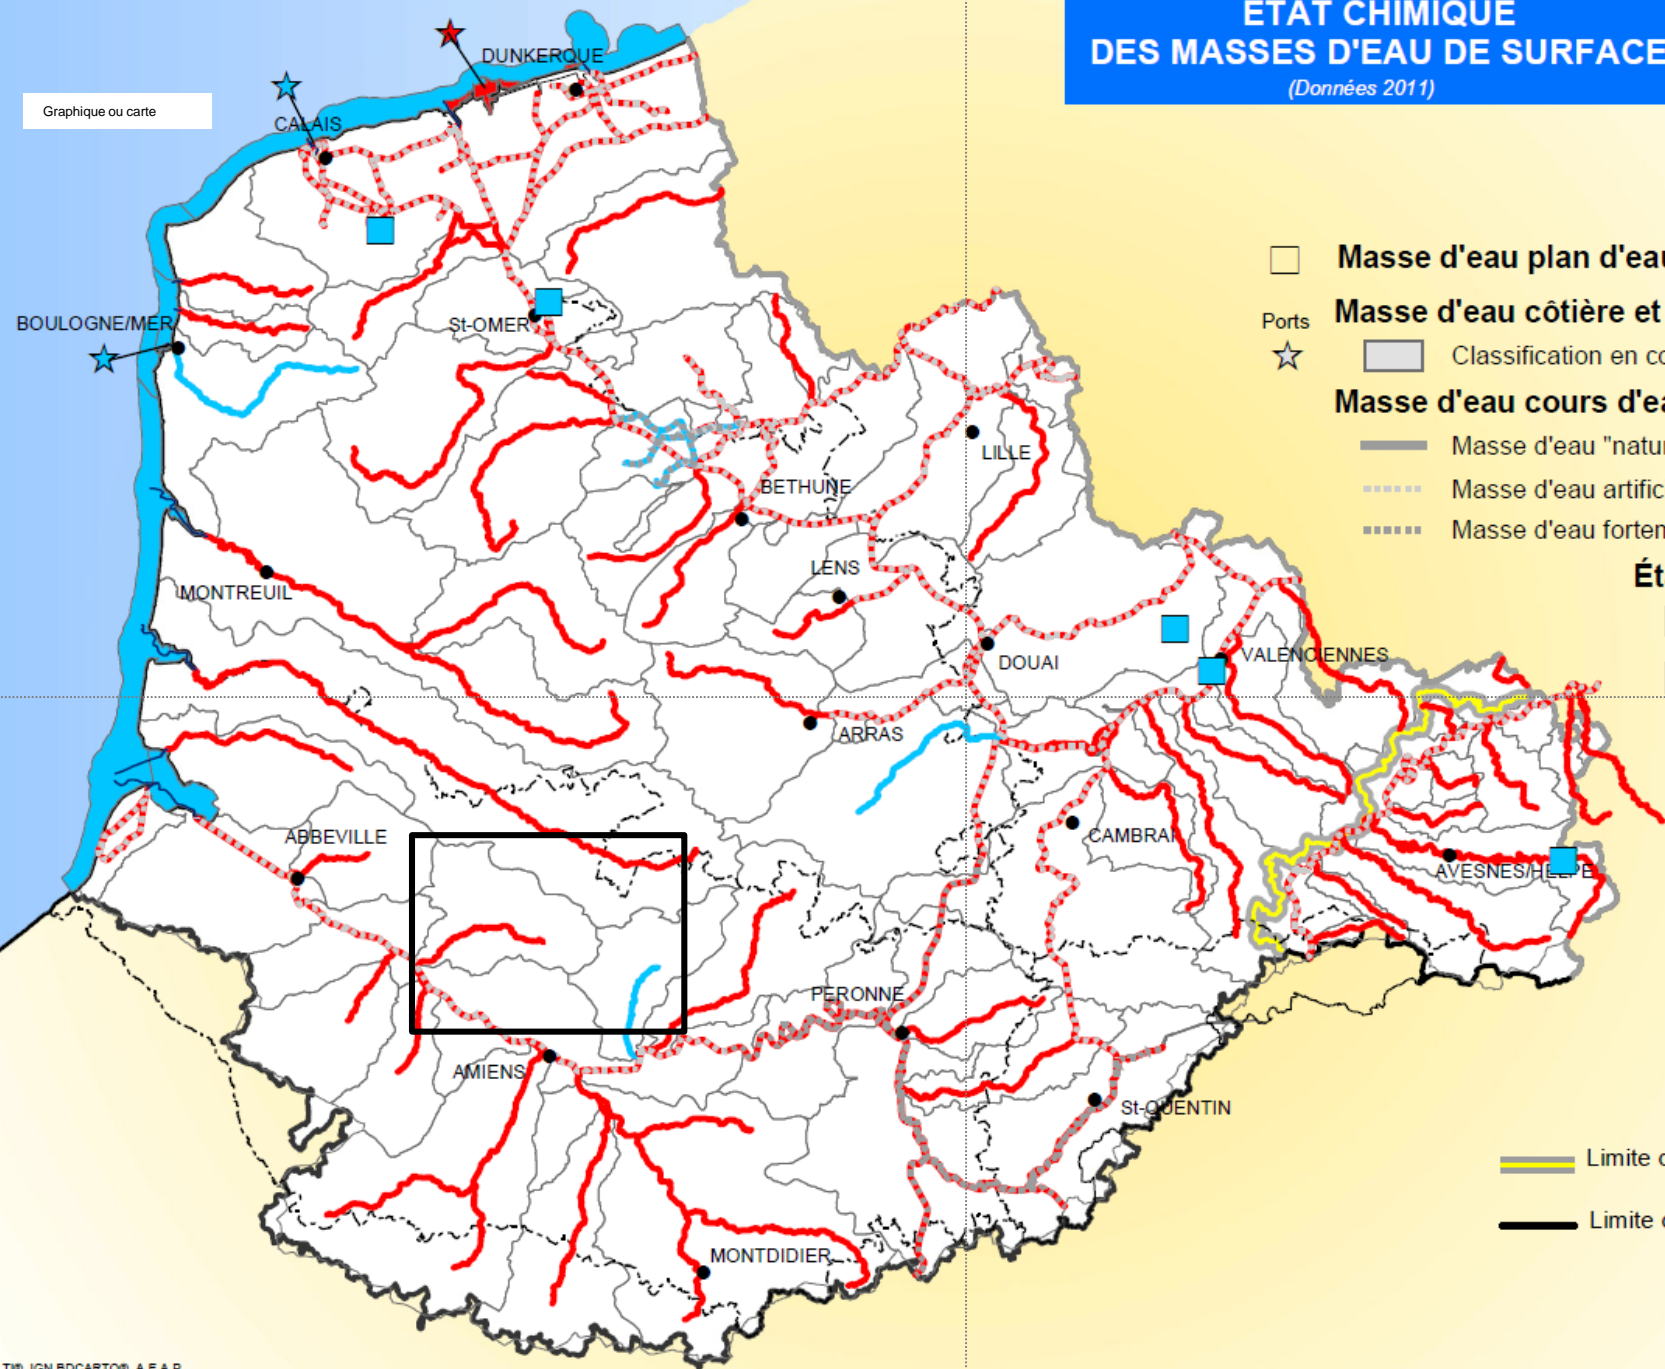 ETAT CHIMIQUE
DES MASSES D'EAU DE SURFACE
(Données 2011)
Graphique ou carte
DUNKERQUE
CALAIS
BOULOGNE/MER
St-OMER
LILLE
BETHUNE
LENS
MONTREUIL
DOUAI
VALENCIENNES
ARRAS
CAMBRAI
ABBEVILLE
AVESNES/HELPE
PERONNE
AMIENS
St-QUENTIN
MONTDIDIER
Masse d'eau plan d'eau
Masse d'eau côtière et
Ports
Classification en co
Masse d'eau cours d'ea
Masse d'eau "natur
Masse d'eau artific
Masse d'eau forten
Ét
Limite
Limite
IGN BDCARTO®, A.E.A.P.